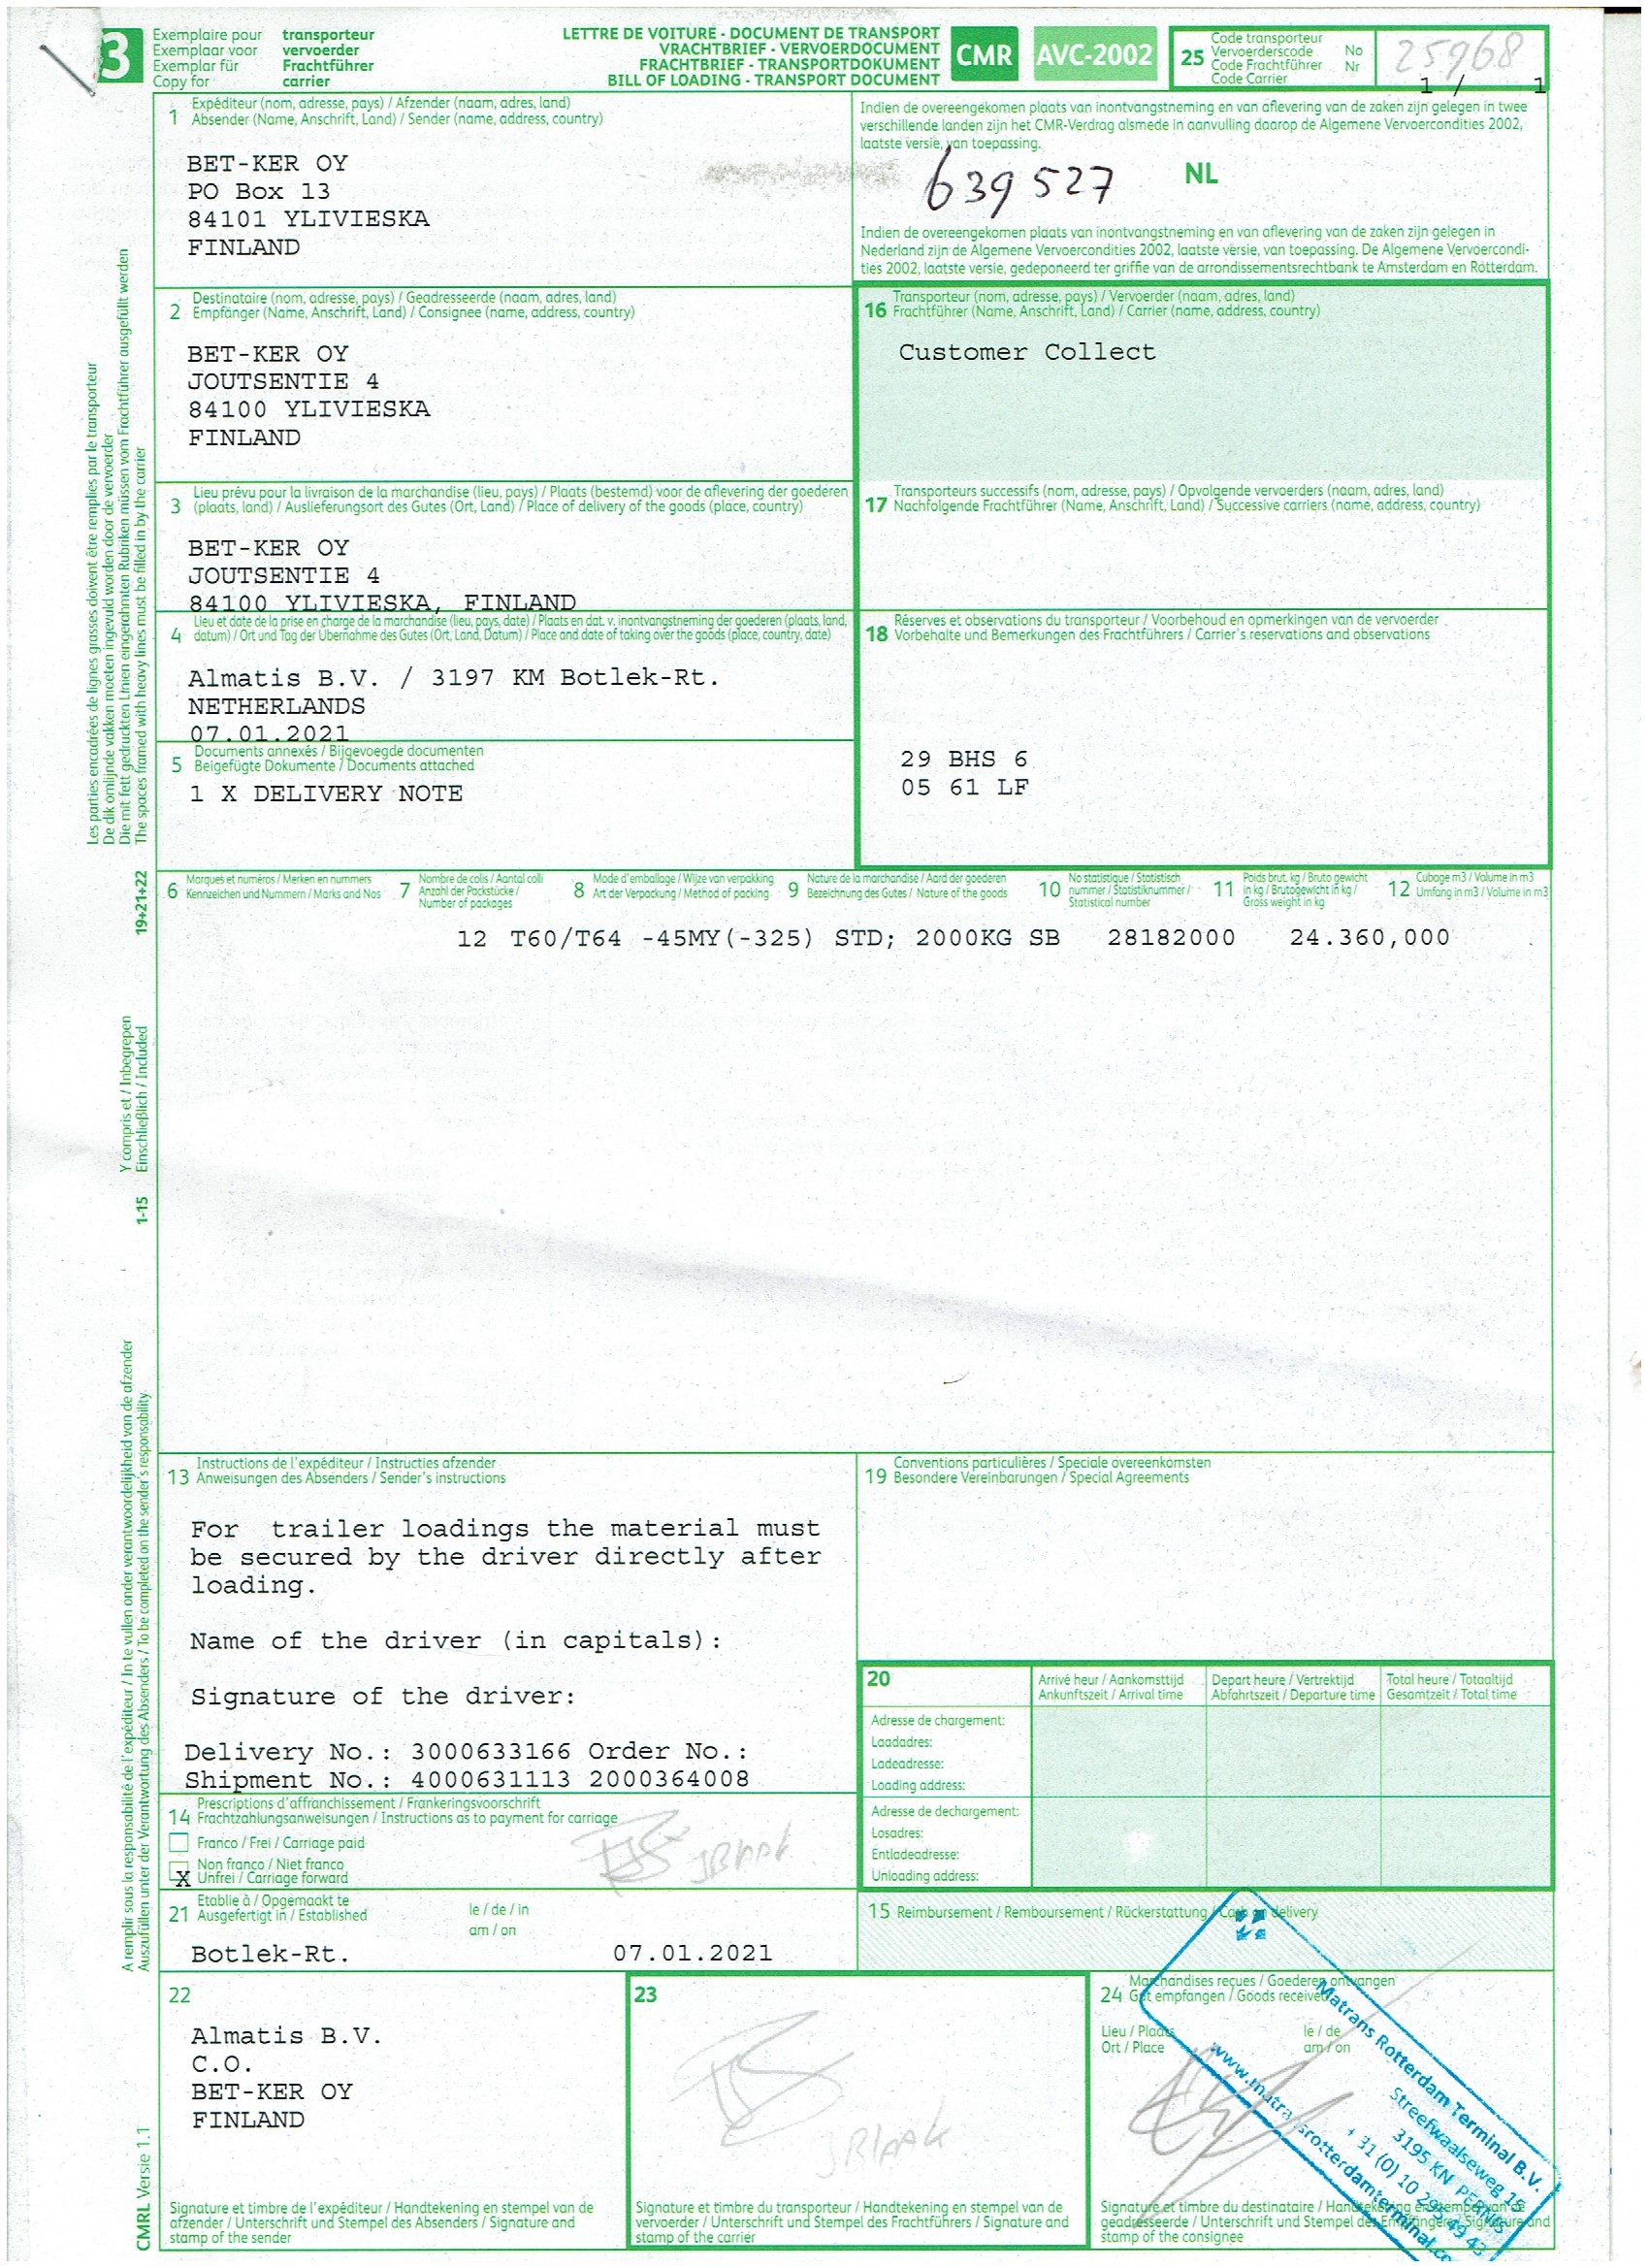 3
Exemplaire pour transporteur
Exemplaar voor vervoerder
Exemplar für Frachtführer
Copy for carrier
LETTRE DE VOITURE - DOCUMENT DE TRANSPORT
VRACHTBRIEF - VERVOERDOCUMENT
FRACHTBRIEF - TRANSPORTDOKUMENT
BILL OF LOADING - TRANSPORT DOCUMENT
CMR
AVC-2002
25
Code transporteur
Vervoerderscode No
Code Frachtführer Nr
Code Carrier
25968
1 / 1
1 Expéditeur (nom, adresse, pays) / Afzender (naam, adres, land)
Absender (Name, Anschrift, Land) / Sender (name, address, country)
BET-KER OY
PO Box 13
84101 YLIVIESKA
FINLAND
Indien de overeengekomen plaats van inontvangstneming en van aflevering van de zaken zijn gelegen in twee
verschillende landen zijn het CMR-Verdrag alsmede in aanvulling daarop de Algemene Vervoercondities 2002,
laatste versie, van toepassing.
639527
NL
Indien de overeengekomen plaats van inontvangstneming en van aflevering van de zaken zijn gelegen in
Nederland zijn de Algemene Vervoercondities 2002, laatste versie, van toepassing. De Algemene Vervoercondi-
ties 2002, laatste versie, gedeponeerd ter griffie van de arrondissementsrechtbank te Amsterdam en Rotterdam.
2 Destinataire (nom, adresse, pays) / Geadresseerde (naam, adres, land)
Empfänger (Name, Anschrift, Land) / Consignee (name, address, country)
BET-KER OY
JOUTSENTIE 4
84100 YLIVIESKA
FINLAND
16 Transporteur (nom, adresse, pays) / Vervoerder (naam, adres, land)
Frachtführer (Name, Anschrift, Land) / Carrier (name, address, country)
Customer Collect
3 Lieu prévu pour la livraison de la marchandise (lieu, pays) / Plaats (bestemd) voor de aflevering der goederen
(plaats, land) / Auslieferungsort des Gutes (Ort, Land) / Place of delivery of the goods (place, country)
BET-KER OY
JOUTSENTIE 4
84100 YLIVIESKA, FINLAND
17 Transporteurs successifs (nom, adresse, pays) / Opvolgende vervoerders (naam, adres, land)
Nachfolgende Frachtführer (Name, Anschrift, Land) / Successive carriers (name, address, country)
4 Lieu et date de la prise en charge de la marchandise (lieu, pays, date) / Plaats en dat. v. inontvangstneming der goederen (plaats, land,
datum) / Ort und Tag der Übernahme des Gutes (Ort, Land, Datum) / Place and date of taking over the goods (place, country, date)
Almatis B.V. / 3197 KM Botlek-Rt.
NETHERLANDS
07.01.2021
18 Réserves et observations du transporteur / Voorbehoud en opmerkingen van de vervoerder
Vorbehalte und Bemerkungen des Frachtführers / Carrier's reservations and observations
29 BHS 6
05 61 LF
5 Documents annexés / Bijgevoegde documenten
Beigefügte Dokumente / Documents attached
1 X DELIVERY NOTE
Les parties encadrées de lignes grasses doivent être remplies par le transporteur
De dik omlijnde vakken moeten ingevuld worden door de vervoerder
Die mit fett gedruckten Linien eingerahmten Rubriken müssen vom Frachtführer ausgefüllt werden
The spaces framed with heavy lines must be filled in by the carrier
19+21+22
Y compris et / Inbegrepen
Einschließlich / Included
1-15
A remplir sous la responsabilité de l'expéditeur / In te vullen onder verantwoordelijkheid van de afzender
Auszufüllen unter der Verantwortung des Absenders / To be completed on the sender's responsability
CMRL Versie 1.1
6 Marques et numéros / Merken en nummers
Kennzeichen und Nummern / Marks and Nos
7 Nombre de colis / Aantal colli
Anzahl der Packstücke /
Number of packages
8 Mode d'emballage / Wijze van verpakking
Art der Verpackung / Method of packing
9 Nature de la marchandise / Aard der goederen
Bezeichnung des Gutes / Nature of the goods
10 No statistique / Statistisch
nummer / Statistiknummer /
Statistical number
11 Poids brut. kg / Bruto gewicht
in kg / Bruttogewicht in kg /
Gross weight in kg
12 Cubage m3 / Volume in m3
Umfang in m3 / Volume in m3
12 T60/T64 -45MY(-325) STD; 2000KG SB 28182000 24.360,000
13 Instructions de l'expéditeur / Instructies afzender
Anweisungen des Absenders / Sender's instructions
For trailer loadings the material must
be secured by the driver directly after
loading.
Name of the driver (in capitals):
Signature of the driver:
Delivery No.: 3000633166 Order No.:
Shipment No.: 4000631113 2000364008
19 Conventions particulières / Speciale overeenkomsten
Besondere Vereinbarungen / Special Agreements
20
Arrivé heur / Aankomsttijd
Ankunftszeit / Arrival time
Depart heure / Vertrektijd
Abfahrtszeit / Departure time
Total heure / Totaaltijd
Gesamtzeit / Total time
Adresse de chargement:
Laadadres:
Ladeadresse:
Loading address:
Adresse de dechargement:
Losadres:
Entladeadresse:
Unloading address:
14 Prescriptions d'affranchissement / Frankeringsvoorschrift
Frachtzahlungsanweisungen / Instructions as to payment for carriage
Franco / Frei / Carriage paid
X Non franco / Niet franco
Unfrei / Carriage forward
JBRAAK
21 Etablie à / Opgemaakt te
Ausgefertigt in / Established
le / de / in
am / on
Botlek-Rt. 07.01.2021
15 Reimbursement / Remboursement / Rückerstattung / Cash on delivery
22
Almatis B.V.
C.O.
BET-KER OY
FINLAND
Signature et timbre de l'expéditeur / Handtekening en stempel van de
afzender / Unterschrift und Stempel des Absenders / Signature and
stamp of the sender
23
JBRAAK
Signature et timbre du transporteur / Handtekening en stempel van de
vervoerder / Unterschrift und Stempel des Frachtführers / Signature and
stamp of the carrier
24 Marchandises reçues / Goederen ontvangen
Gut empfangen / Goods received
Lieu / Plaats
Ort / Place
le / de
am / on
Matrans Rotterdam Terminal B.V.
Streefwaalseweg 15
3195 KN PERNIS
+ 31 (0) 10 295 49 43
Signature et timbre du destinataire / Handtekening en stempel van de
geadresseerde / Unterschrift und Stempel des Empfängers / Signature and
stamp of the consignee